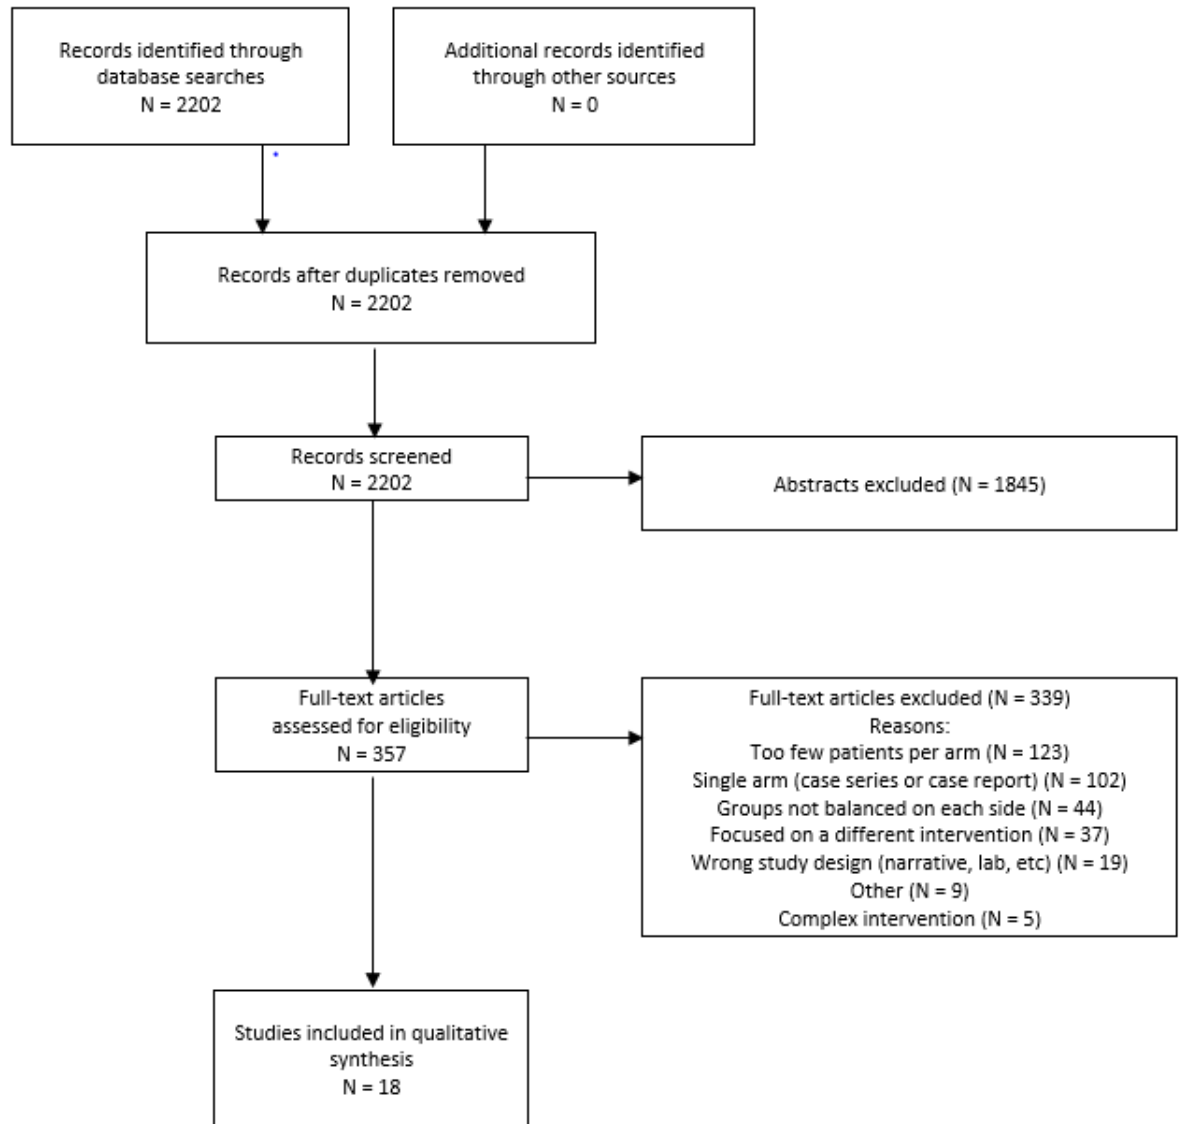 Records identified through
database searches
N = 2202
Additional records identified
through other sources
N = 0
Records after duplicates removed
N = 2202
Records screened
N = 2202
Abstracts excluded (N = 1845)
Full-text articles
assessed for eligibility
N = 357
Full-text articles excluded (N = 339)
Reasons:
Too few patients per arm (N = 123)
Single arm (case series or case report) (N = 102)
Groups not balanced on each side (N = 44)
Focused on a different intervention (N = 37)
Wrong study design (narrative, lab, etc) (N = 19)
Other (N = 9)
Complex intervention (N = 5)
Studies included in qualitative
synthesis
N = 18